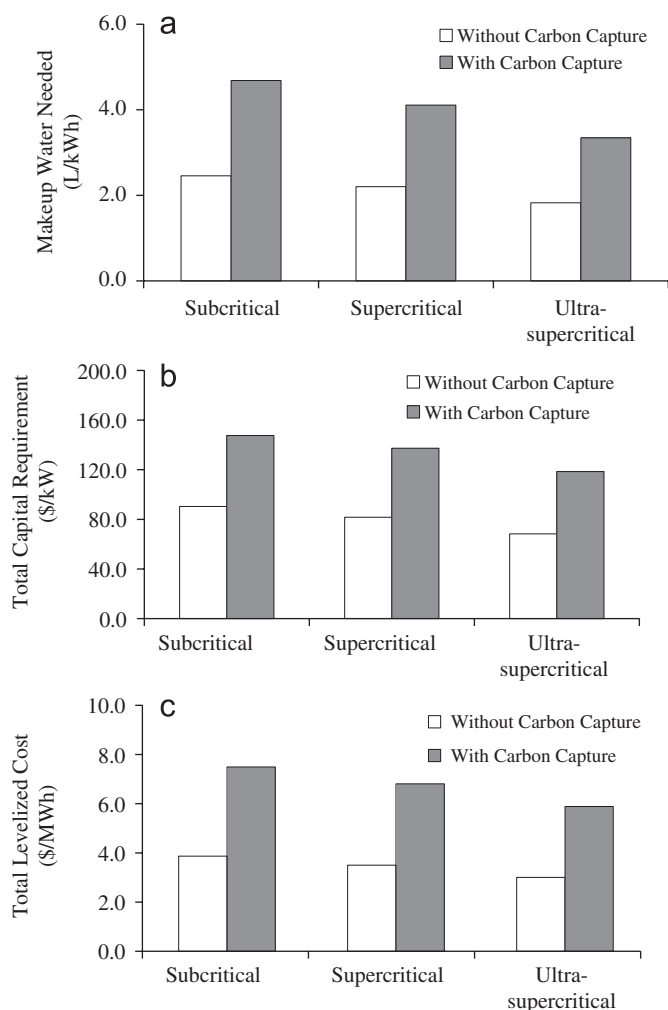 a
6.0
4.0
2.0
0.0
Makeup Water Needed
(L/kWh)
Without Carbon Capture
With Carbon Capture
Subcritical
Supercritical
Ultra-
supercritical
b
200.0
160.0
120.0
80.0
40.0
0.0
Total Capital Requirement
($/kW)
Without Carbon Capture
With Carbon Capture
Subcritical
Supercritical
Ultra-
supercritical
c
10.0
8.0
6.0
4.0
2.0
0.0
Total Levelized Cost
($/MWh)
Without Carbon Capture
With Carbon Capture
Subcritical
Supercritical
Ultra-
supercritical